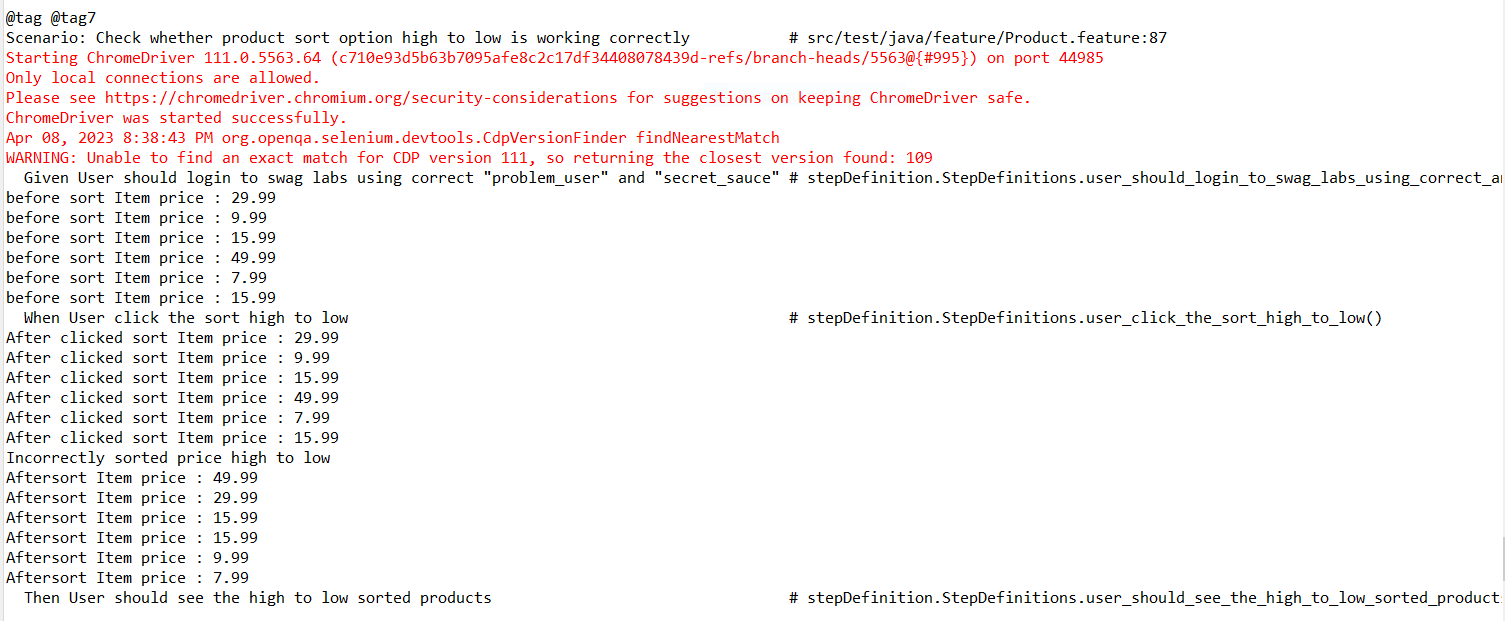 @tag @tag7
Scenario: Check whether product sort option high to low is working correctly # src/test/java/feature/Product.feature:87
Starting ChromeDriver 111.0.5563.64 (c710e93d5b63b7095afe8c2c17df34408078439d-refs/branch-heads/5563@{#995}) on port 44985
Only local connections are allowed.
Please see https://chromedriver.chromium.org/security-considerations for suggestions on keeping ChromeDriver safe.
ChromeDriver was started successfully.
Apr 08, 2023 8:38:43 PM org.openqa.selenium.devtools.CdpVersionFinder findNearestMatch
WARNING: Unable to find an exact match for CDP version 111, so returning the closest version found: 109
Given User should login to swag labs using correct "problem_user" and "secret_sauce" # stepDefinition.StepDefinitions.user_should_login_to_swag_labs_using_correct_a
before sort Item price : 29.99
before sort Item price : 9.99
before sort Item price : 15.99
before sort Item price : 49.99
before sort Item price : 7.99
before sort Item price : 15.99
When User click the sort high to low # stepDefinition.StepDefinitions.user_click_the_sort_high_to_low()
After clicked sort Item price : 29.99
After clicked sort Item price : 9.99
After clicked sort Item price : 15.99
After clicked sort Item price : 49.99
After clicked sort Item price : 7.99
After clicked sort Item price : 15.99
Incorrectly sorted price high to low
Aftersort Item price : 49.99
Aftersort Item price : 29.99
Aftersort Item price : 15.99
Aftersort Item price : 15.99
Aftersort Item price : 9.99
Aftersort Item price : 7.99
Then User should see the high to low sorted products # stepDefinition.StepDefinitions.user_should_see_the_high_to_low_sorted_product